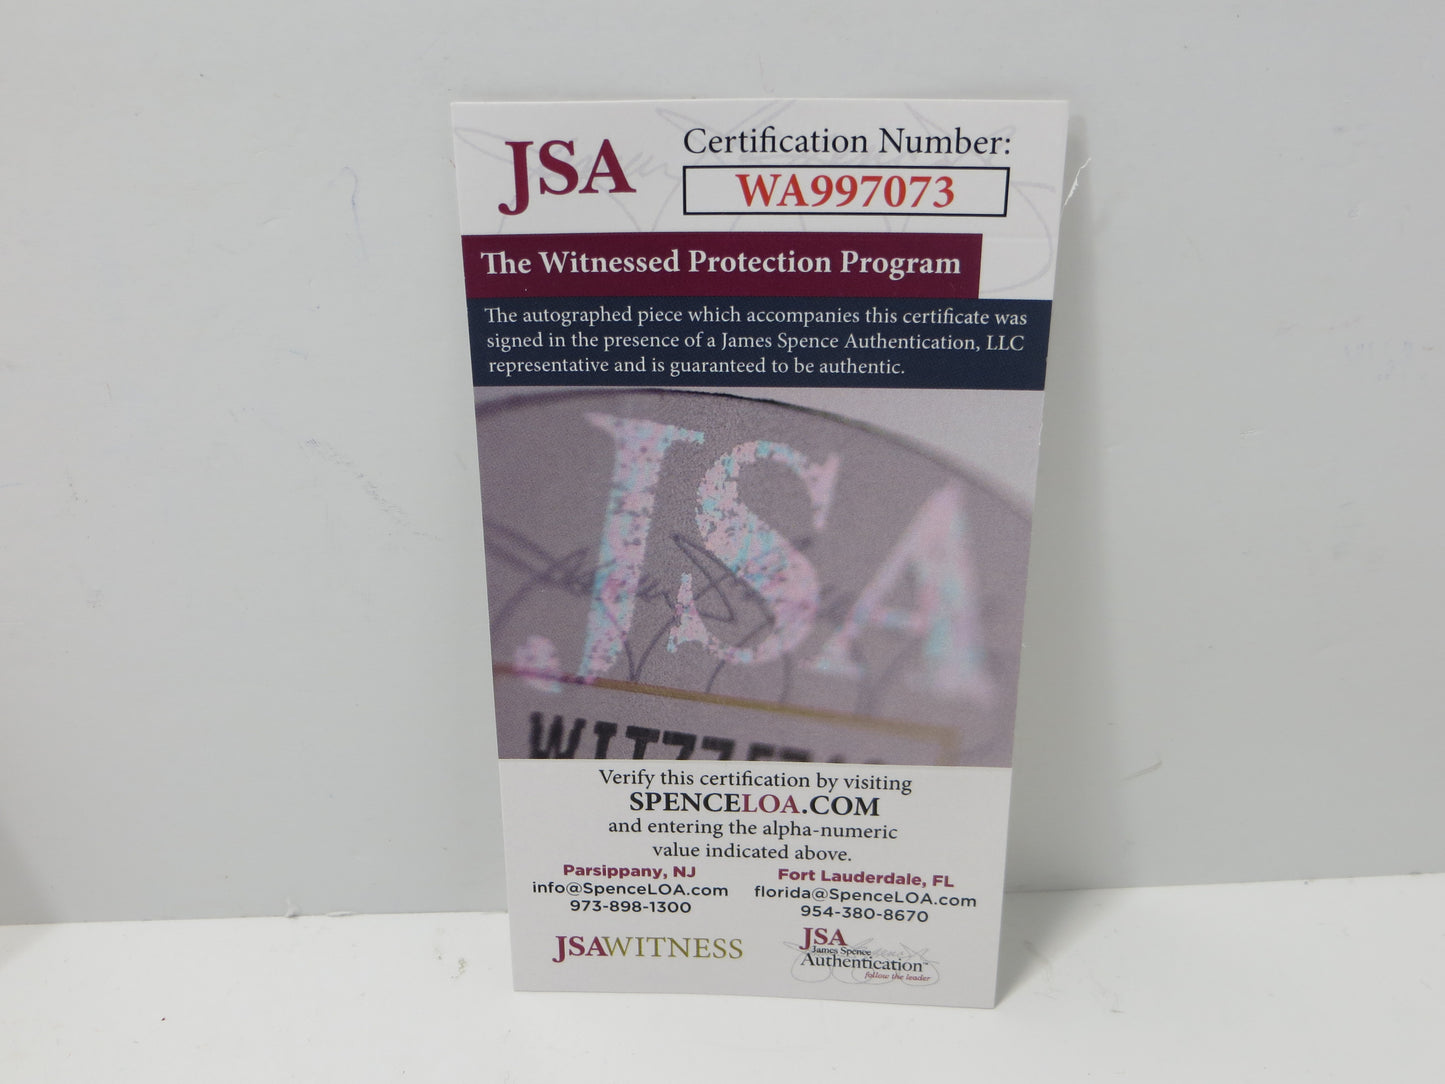 JSA
Certification Number:
WA997073
The Witnessed Protection Program
The autographed piece which accompanies this certificate was
signed in the presence of a James Spence Authentication, LLC
representative and is guaranteed to be authentic.
JSA
Verify this certification by visiting
SPENCELOA.COM
and entering the alpha-numeric
value indicated above.
Parsippany, NJ
info@SpenceLOA.com
973-898-1300
Fort Lauderdale, FL
florida@SpenceLOA.com
954-380-8670
JSAWITNESS
JSA
James Spence
Authentication™
follow the leader